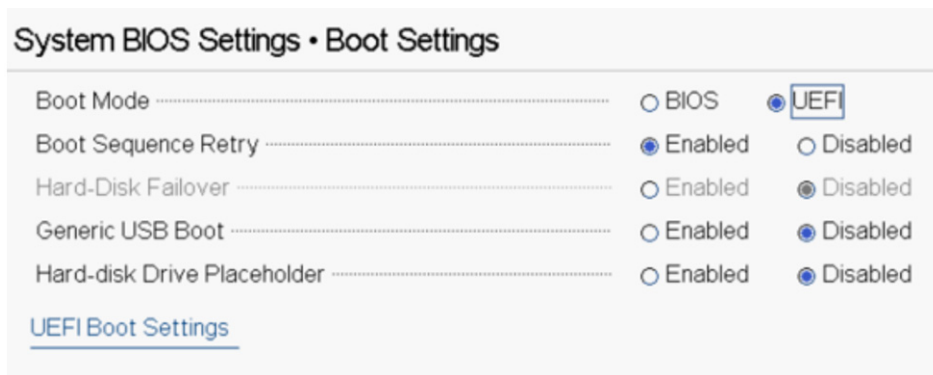 System BIOS Settings • Boot Settings
Boot Mode BIOS UEFI
Boot Sequence Retry Enabled Disabled
Hard-Disk Failover Enabled Disabled
Generic USB Boot Enabled Disabled
Hard-disk Drive Placeholder Enabled Disabled
UEFI Boot Settings